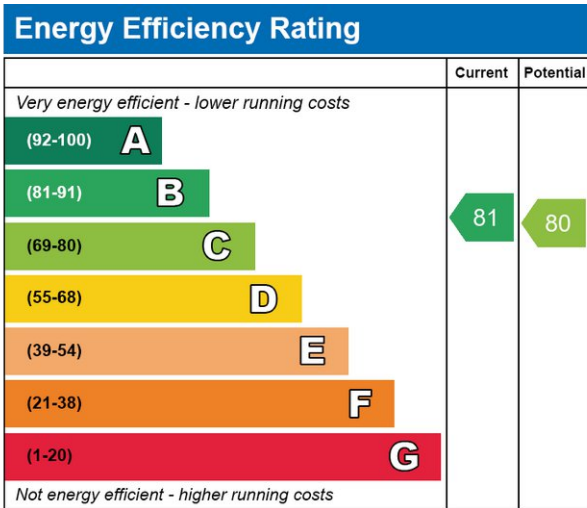 Energy Efficiency Rating
Current Potential
Very energy efficient - lower running costs
(92-100) A
(81-91) B
81
80
(69-80) C
(55-68) D
(39-54) E
(21-38) F
(1-20) G
Not energy efficient - higher running costs